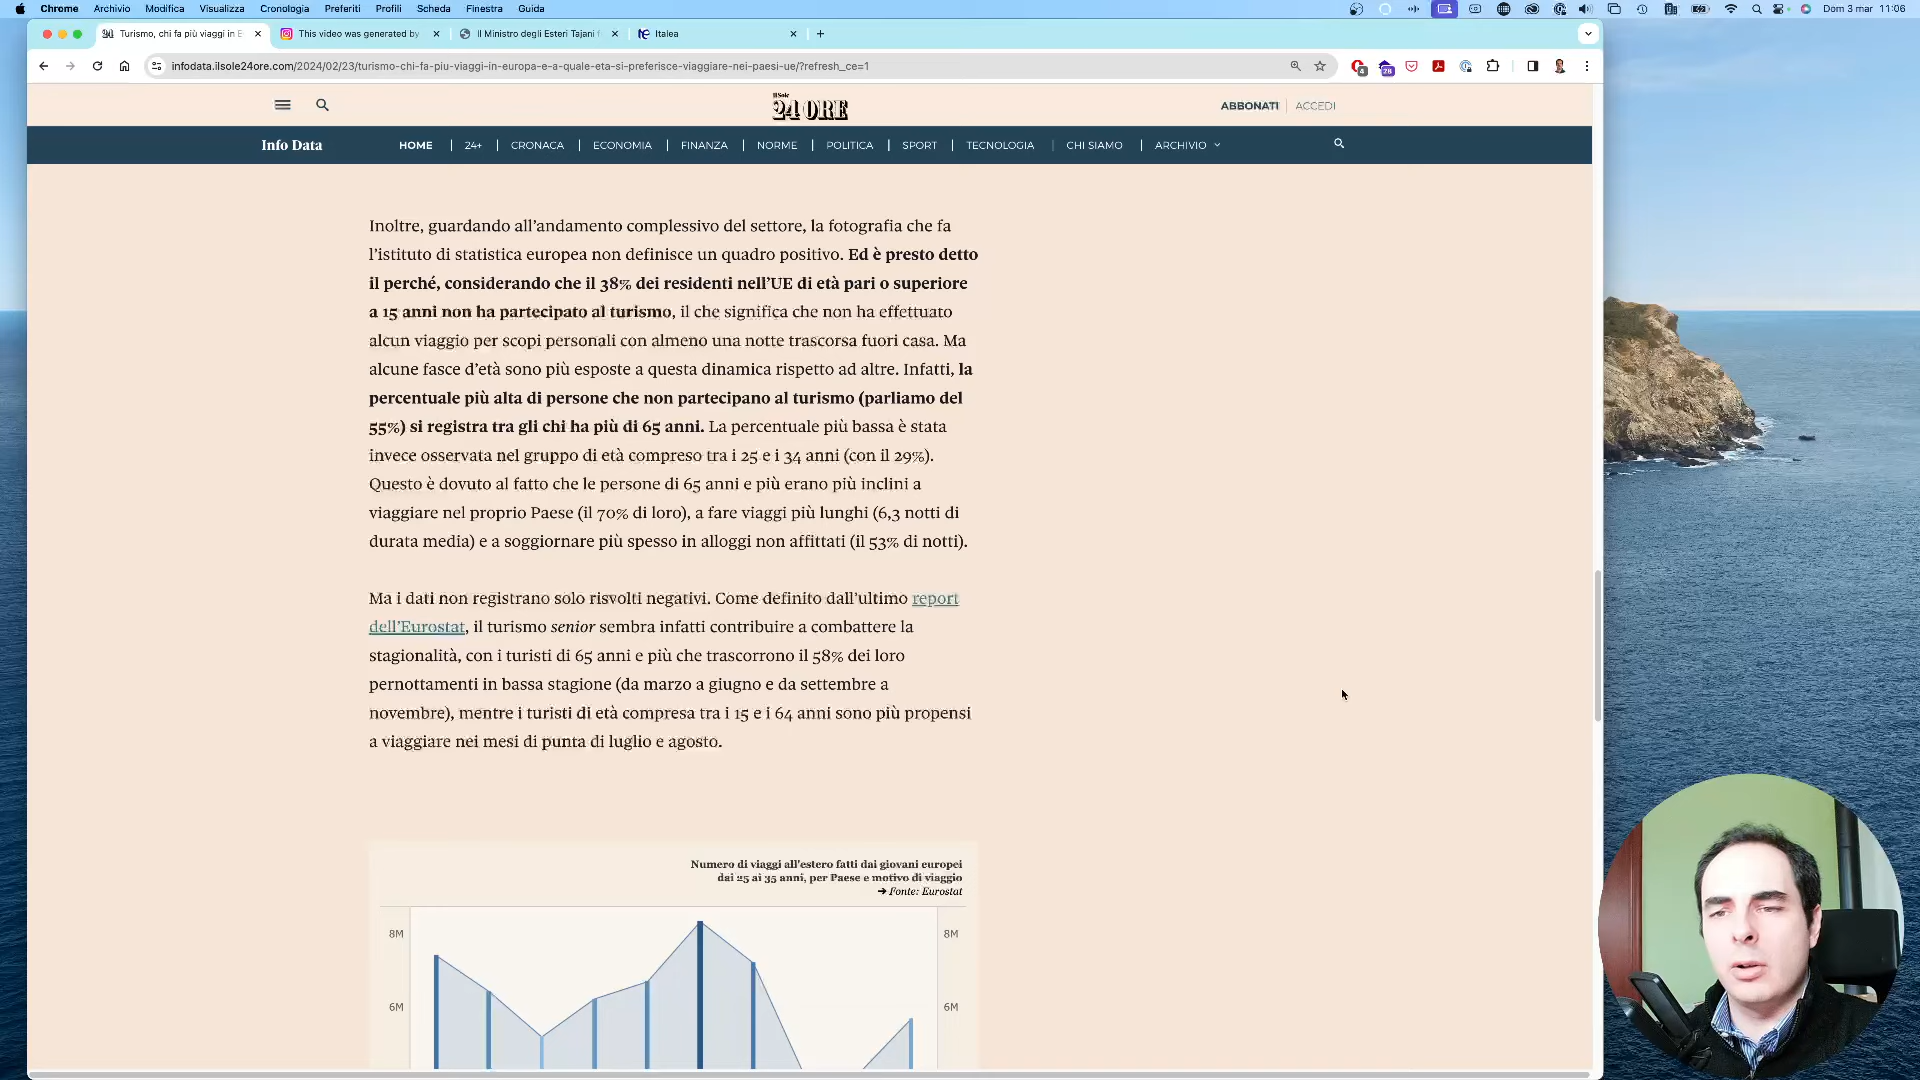 Chrome Archivio Modifica Visualizza Cronologia Preferiti Profili Scheda Finestra Guida
Dom 3 mar 11:06
Turismo, chi fa più viaggi in E
This video was generated by
Il Ministro degli Esteri Tajani
Italea
infodata.ilsole24ore.com/2024/02/23/turismo-chi-fa-piu-viaggi-in-europa-e-a-quale-eta-si-preferisce-viaggiare-nei-paesi-ue/?refresh_ce=1
Il Sole
24 ORE
ABBONATI ACCEDI
Info Data HOME 24+ CRONACA ECONOMIA FINANZA NORME POLITICA SPORT TECNOLOGIA CHI SIAMO ARCHIVIO
Inoltre, guardando all’andamento complessivo del settore, la fotografia che fa
l’istituto di statistica europea non definisce un quadro positivo. Ed è presto detto
il perché, considerando che il 38% dei residenti nell’UE di età pari o superiore
a 15 anni non ha partecipato al turismo, il che significa che non ha effettuato
alcun viaggio per scopi personali con almeno una notte trascorsa fuori casa. Ma
alcune fasce d’età sono più esposte a questa dinamica rispetto ad altre. Infatti, la
percentuale più alta di persone che non partecipano al turismo (parliamo del
55%) si registra tra gli chi ha più di 65 anni. La percentuale più bassa è stata
invece osservata nel gruppo di età compreso tra i 25 e i 34 anni (con il 29%).
Questo è dovuto al fatto che le persone di 65 anni e più erano più inclini a
viaggiare nel proprio Paese (il 70% di loro), a fare viaggi più lunghi (6,3 notti di
durata media) e a soggiornare più spesso in alloggi non affittati (il 53% di notti).
Ma i dati non registrano solo risvolti negativi. Come definito dall’ultimo report
dell’Eurostat, il turismo senior sembra infatti contribuire a combattere la
stagionalità, con i turisti di 65 anni e più che trascorrono il 58% dei loro
pernottamenti in bassa stagione (da marzo a giugno e da settembre a
novembre), mentre i turisti di età compresa tra i 15 e i 64 anni sono più propensi
a viaggiare nei mesi di punta di luglio e agosto.
Numero di viaggi all'estero fatti dai giovani europei
dai 25 ai 35 anni, per Paese e motivo di viaggio
➔ Fonte: Eurostat
8M 8M
6M 6M